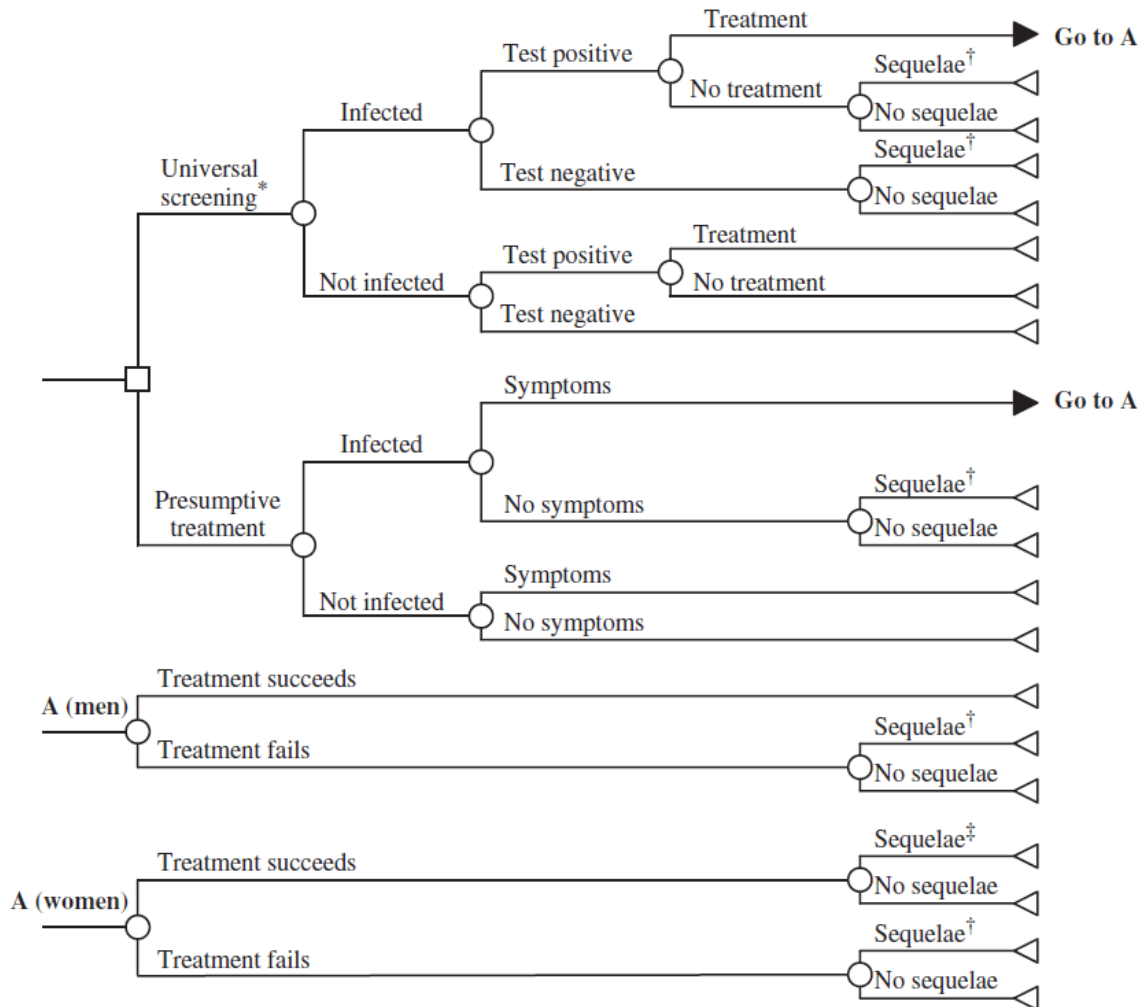 Treatment
Go to A
Test positive
Sequelae†
No treatment
No sequelae
Infected
Sequelae†
Test negative
No sequelae
Universal
screening*
Treatment
Test positive
No treatment
Not infected
Test negative
Symptoms
Go to A
Infected
Sequelae†
No symptoms
No sequelae
Presumptive
treatment
Symptoms
Not infected
No symptoms
Treatment succeeds
A (men)
Sequelae†
Treatment fails
No sequelae
Sequelae‡
Treatment succeeds
No sequelae
A (women)
Sequelae†
Treatment fails
No sequelae